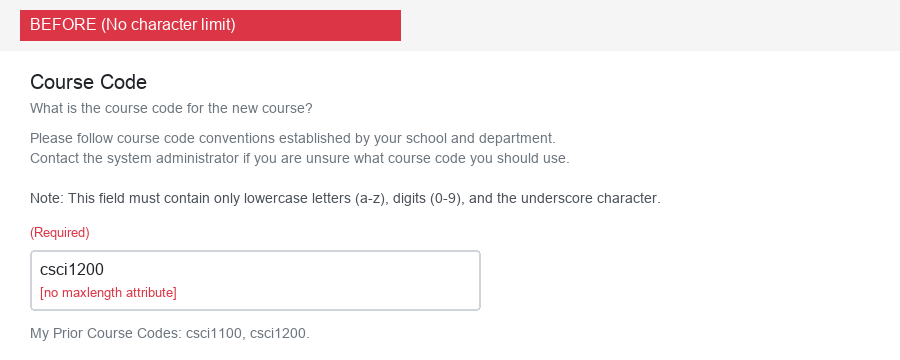 BEFORE (No character limit)
Course Code
What is the course code for the new course?
Please follow course code conventions established by your school and department.
Contact the system administrator if you are unsure what course code you should use.
Note: This field must contain only lowercase letters (a-z), digits (0-9), and the underscore character.
(Required)
csci1200
[no maxlength attribute]
My Prior Course Codes: csci1100, csci1200.